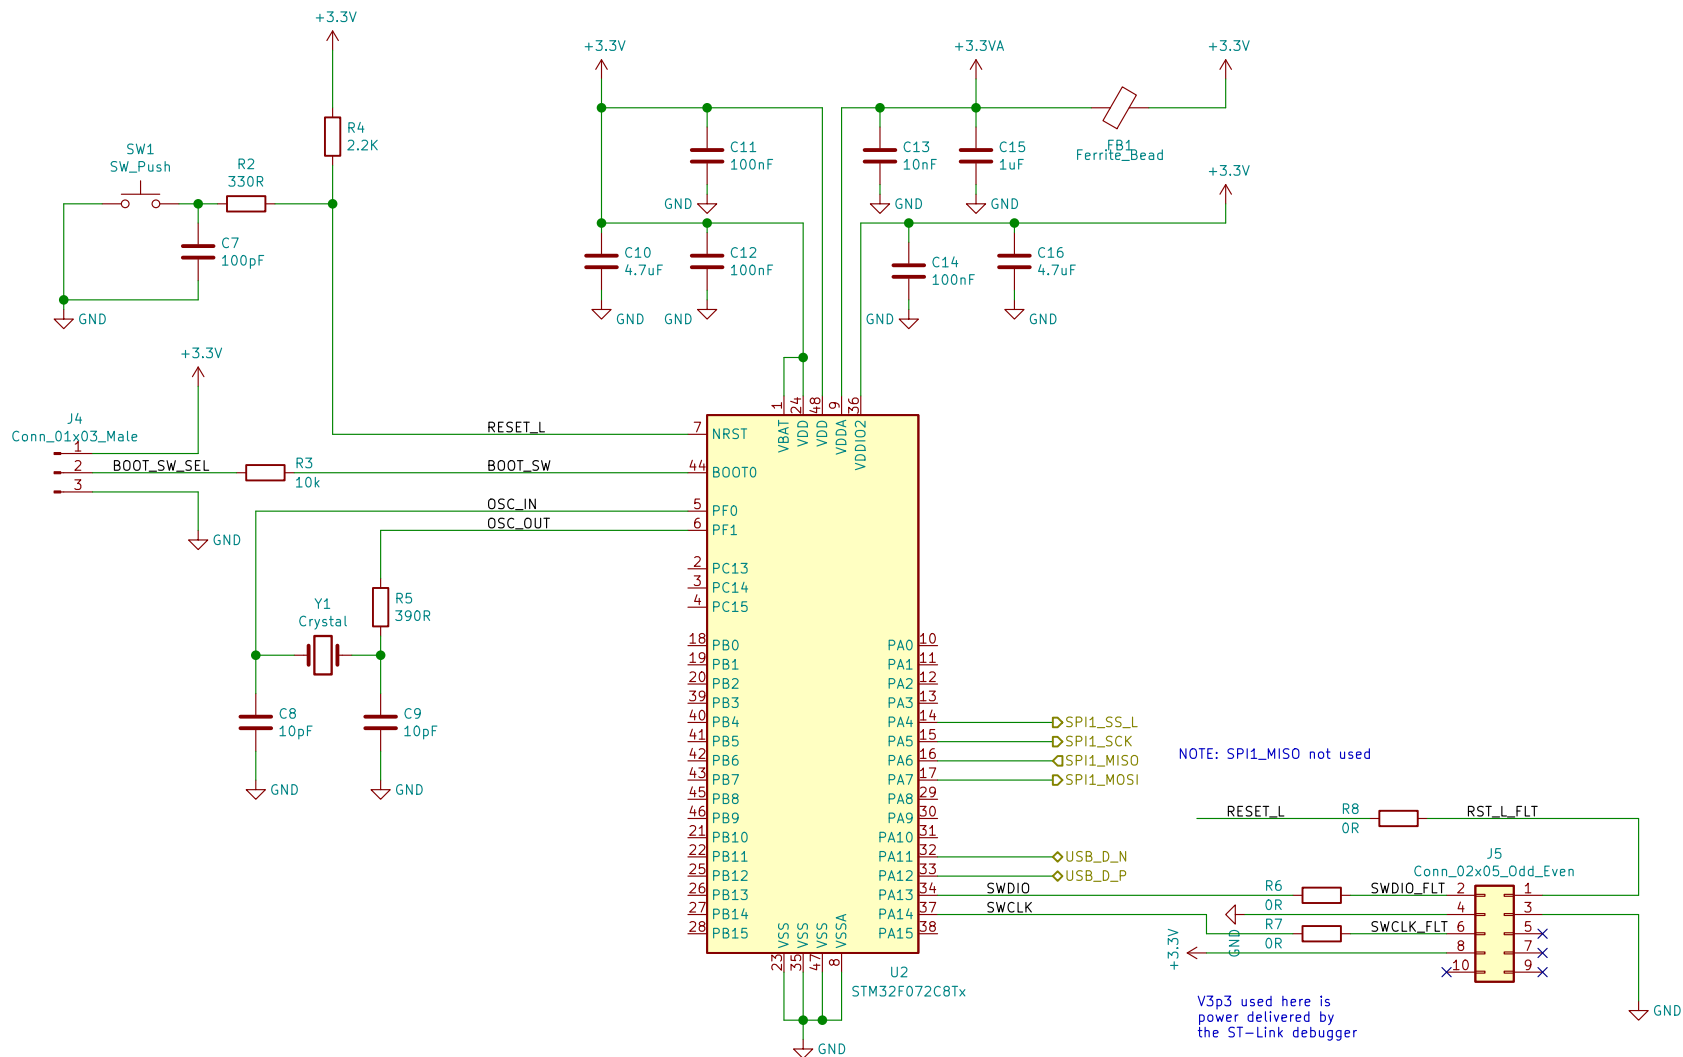 +3.3V
+3.3V
+3.3VA
+3.3V
R4
2.2K
SW1
SW_Push
R2
330R
C7
100pF
GND
C11
100nF
GND
C13
10nF
GND
C15
1uF
GND
FB1
Ferrite_Bead
+3.3V
C10
4.7uF
GND
C12
100nF
GND
C14
100nF
GND
C16
4.7uF
GND
+3.3V
J4
Conn_01x03_Male
1
2
3
BOOT_SW_SEL
R3
10k
GND
RESET_L
BOOT_SW
OSC_IN
OSC_OUT
R5
390R
Y1
Crystal
C8
10pF
GND
C9
10pF
GND
1 VBAT
24 VDD
48 VDD
9 VDDA
36 VDDIO2
7 NRST
44 BOOT0
5 PF0
6 PF1
2 PC13
3 PC14
4 PC15
18 PB0
19 PB1
20 PB2
39 PB3
40 PB4
41 PB5
42 PB6
43 PB7
45 PB8
46 PB9
21 PB10
22 PB11
25 PB12
26 PB13
27 PB14
28 PB15
PA0 10
PA1 11
PA2 12
PA3 13
PA4 14
PA5 15
PA6 16
PA7 17
PA8 29
PA9 30
PA10 31
PA11 32
PA12 33
PA13 34
PA14 37
PA15 38
VSS 23
VSS 35
VSS 47
VSSA 8
U2
STM32F072C8Tx
GND
SPI1_SS_L
SPI1_SCK
SPI1_MISO
SPI1_MOSI
NOTE: SPI1_MISO not used
USB_D_N
USB_D_P
SWDIO
SWCLK
RESET_L
R8
0R
RST_L_FLT
J5
Conn_02x05_Odd_Even
R6
0R
SWDIO_FLT
R7
0R
SWCLK_FLT
GND
+3.3V
2 1
4 3
6 5
8 7
10 9
GND
V3p3 used here is
power delivered by
the ST-Link debugger